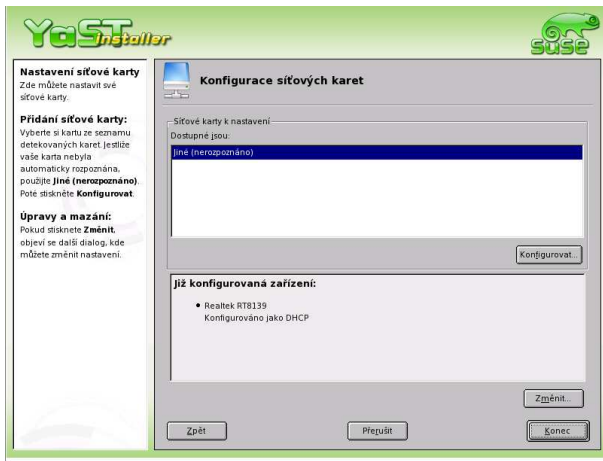 YaST Installer
SUSE
Nastavení síťové karty
Zde můžete nastavit své
síťové karty.
Přidání síťové karty:
Vyberte si kartu ze seznamu
detekovaných karet. Jestliže
vaše karta nebyla
automaticky rozpoznána,
použijte Jiné (nerozpoznáno).
Poté stiskněte Konfigurovat.
Úpravy a mazání:
Pokud stisknete Změnit,
objeví se další dialog, kde
můžete změnit nastavení.
Konfigurace síťových karet
Síťové karty k nastavení
Dostupné jsou:
Jiné (nerozpoznáno)
Konfigurovat...
Již konfigurovaná zařízení:
• Realtek RT8139
Konfigurováno jako DHCP
Změnit...
Zpět
Přerušit
Konec